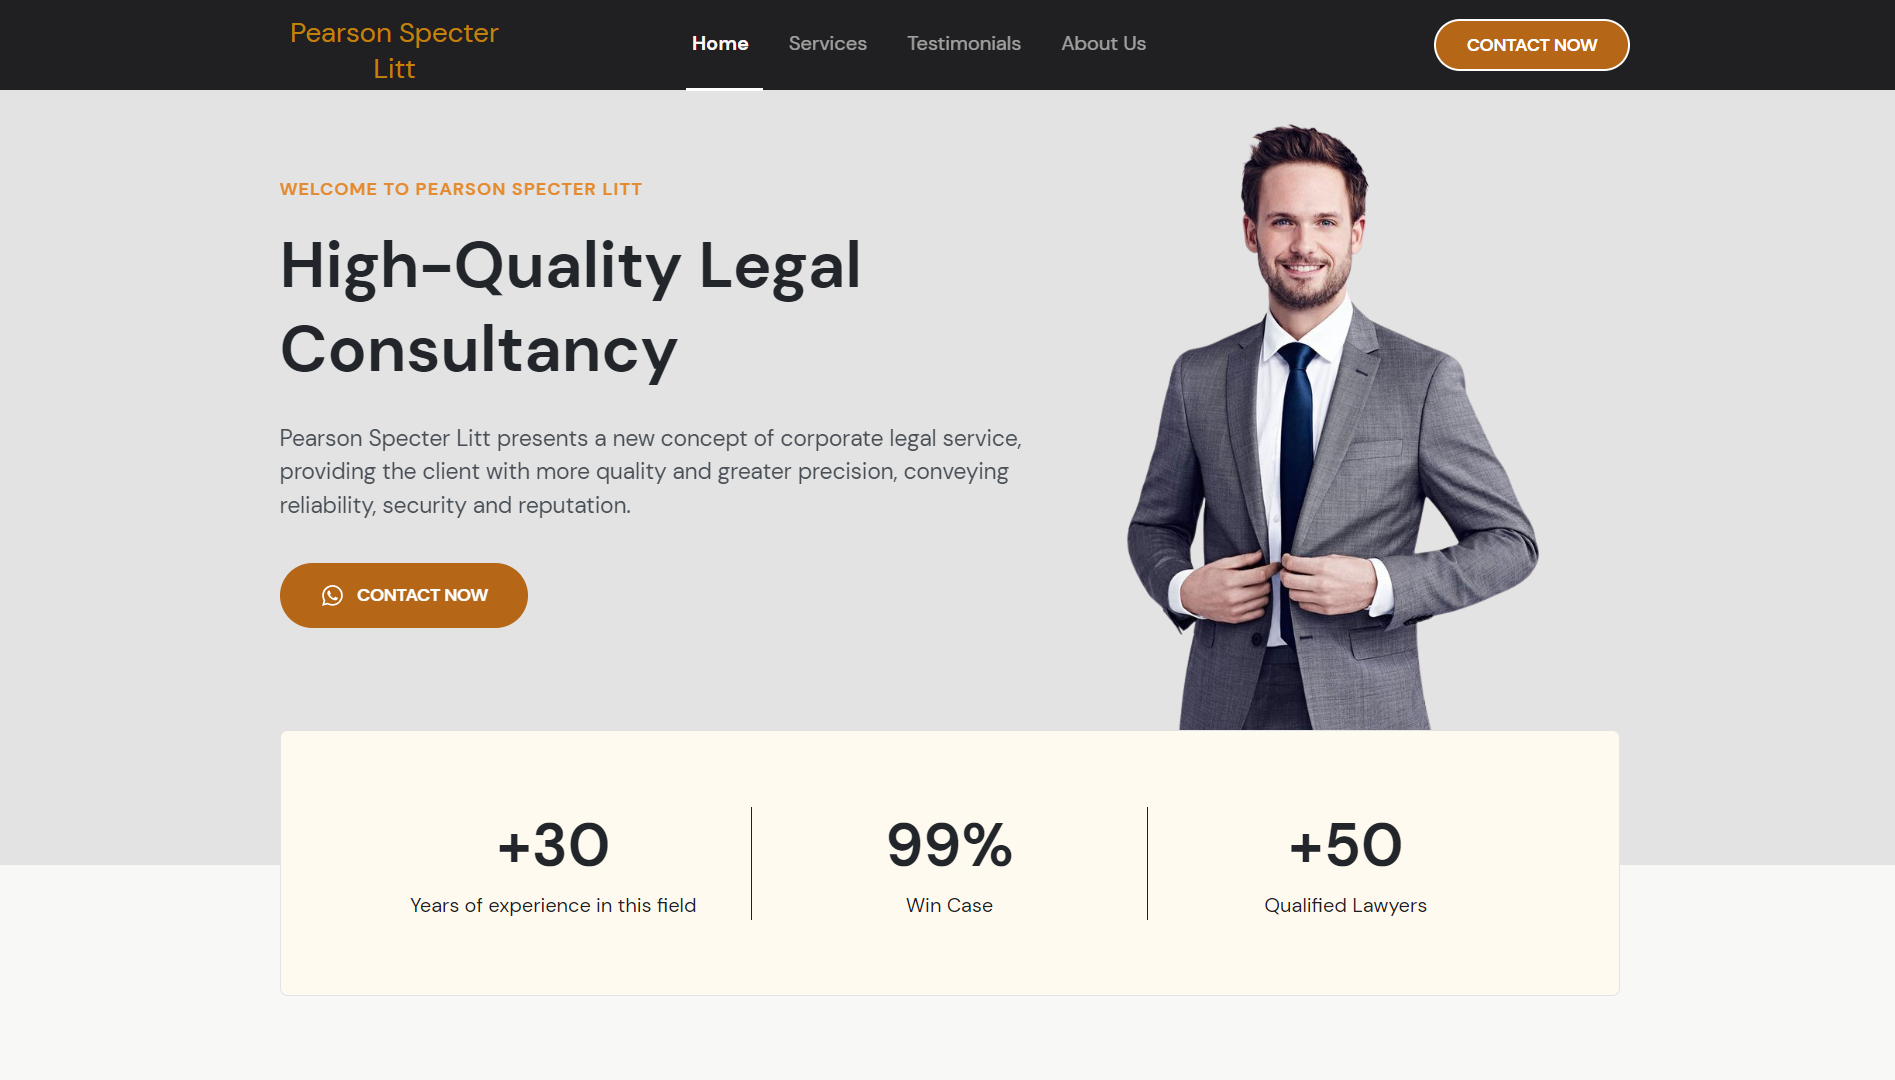 Pearson Specter
Litt
Home
Services
Testimonials
About Us
CONTACT NOW
WELCOME TO PEARSON SPECTER LITT
High-Quality Legal
Consultancy
Pearson Specter Litt presents a new concept of corporate legal service,
providing the client with more quality and greater precision, conveying
reliability, security and reputation.
CONTACT NOW
+30
Years of experience in this field
99%
Win Case
+50
Qualified Lawyers